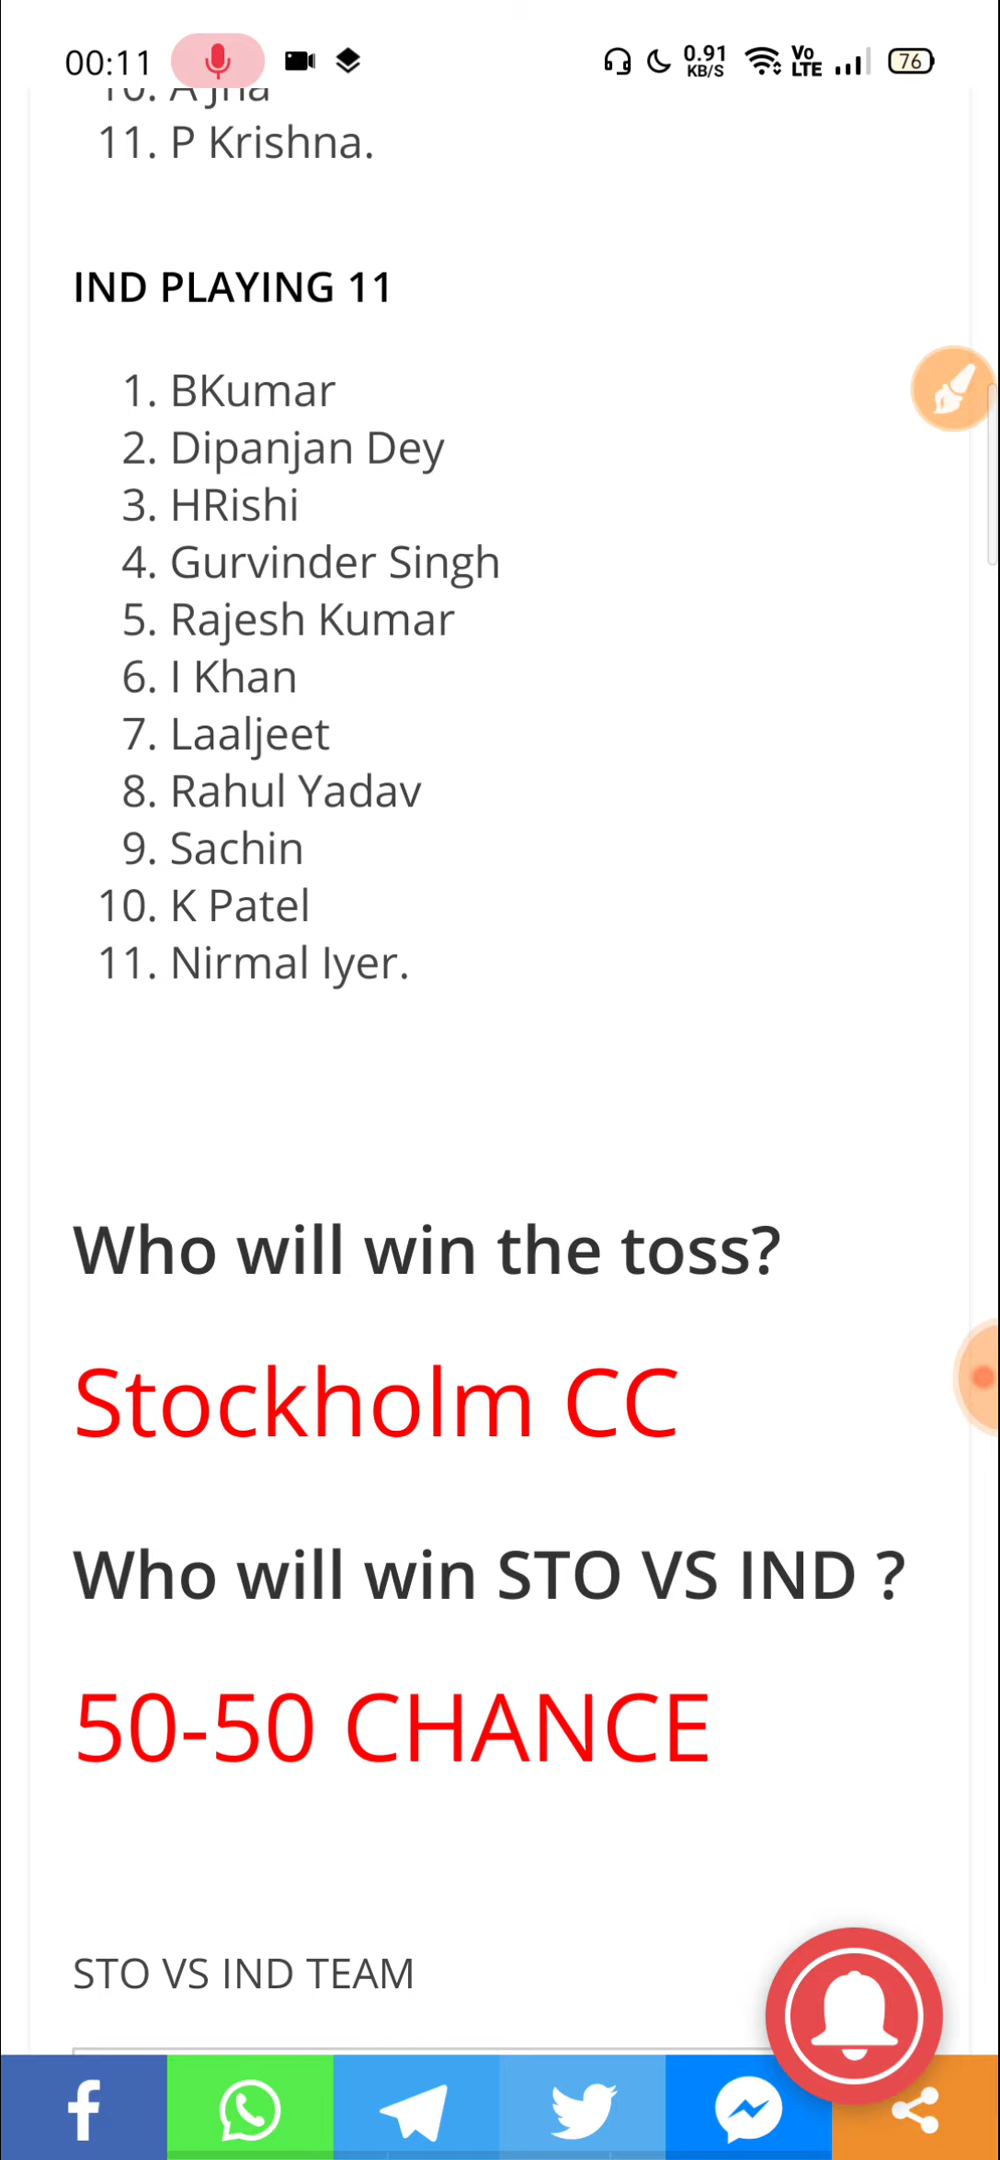 00:11
0.91
KB/S
Vo
LTE
76
10. A Jha
11. P Krishna.
IND PLAYING 11
1. BKumar
2. Dipanjan Dey
3. HRishi
4. Gurvinder Singh
5. Rajesh Kumar
6. I Khan
7. Laaljeet
8. Rahul Yadav
9. Sachin
10. K Patel
11. Nirmal Iyer.
Who will win the toss?
Stockholm CC
Who will win STO VS IND ?
50-50 CHANCE
STO VS IND TEAM